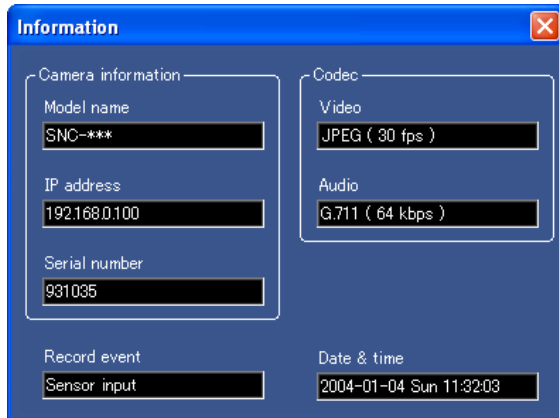 Information
Camera information
Model name
SNC-***
IP address
192.168.0.100
Serial number
931035
Codec
Video
JPEG ( 30 fps )
Audio
G.711 ( 64 kbps )
Record event
Sensor input
Date & time
2004-01-04 Sun 11:32:03